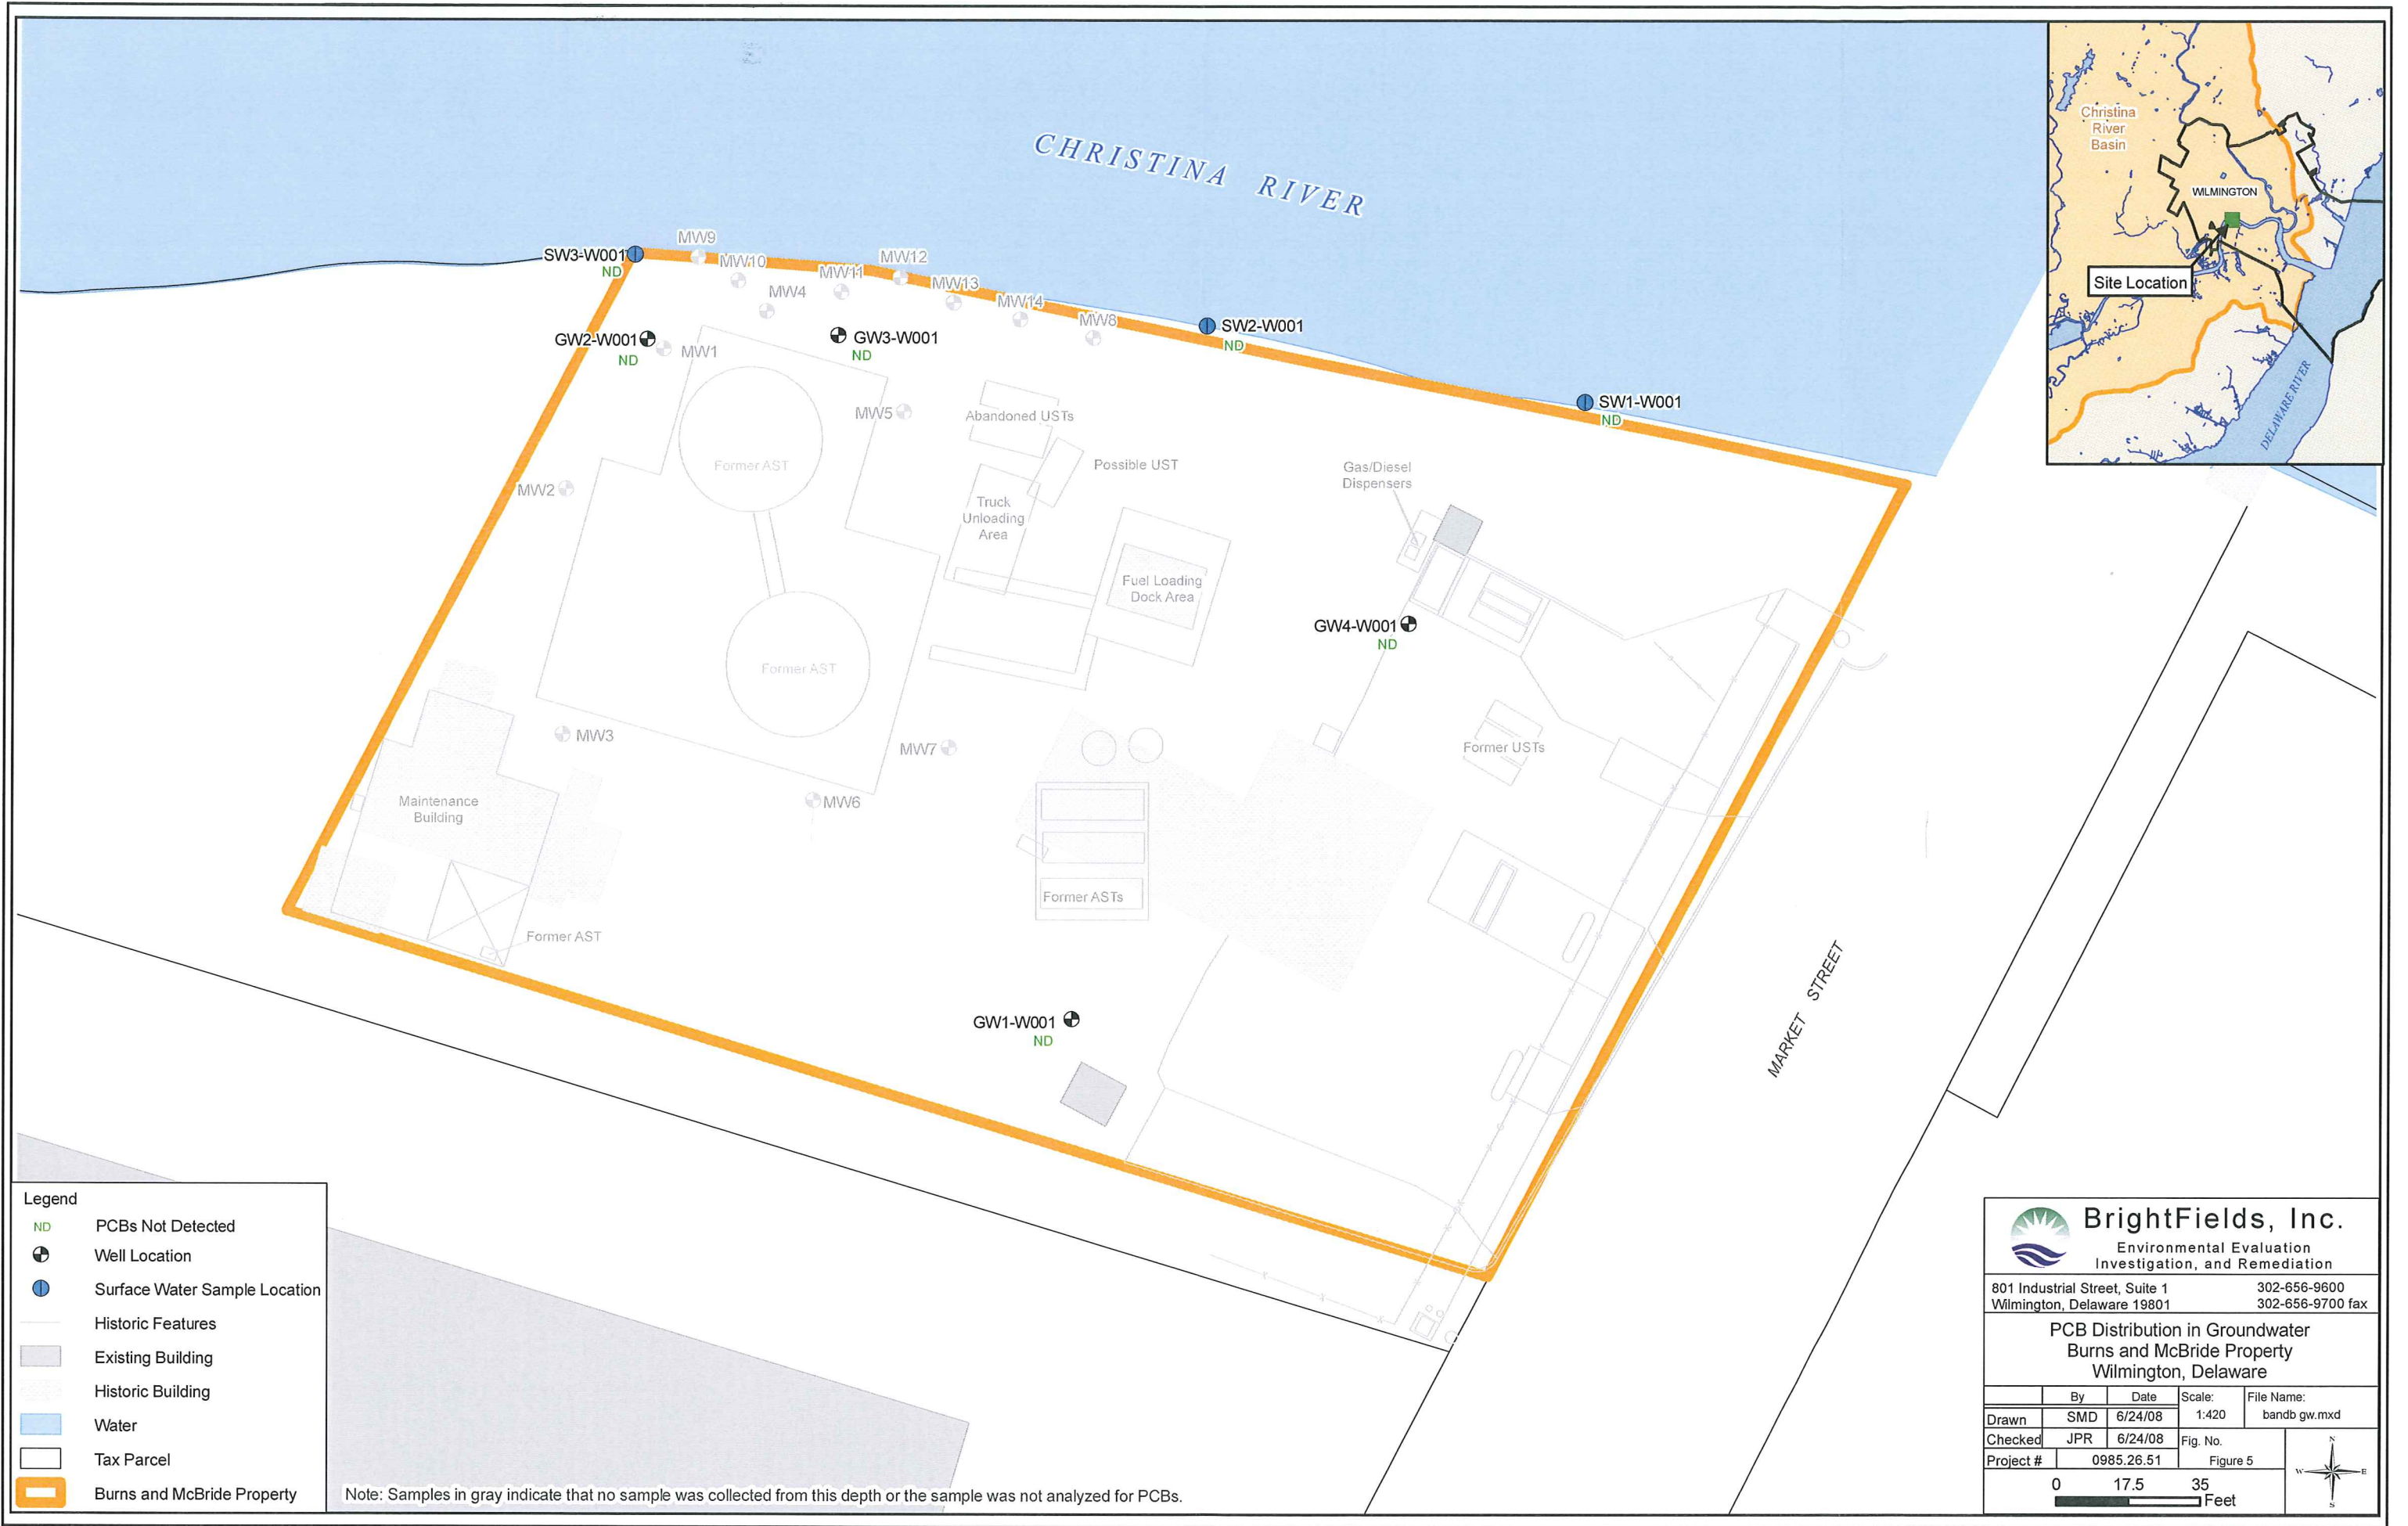 CHRISTINA RIVER
Christina
River
Basin
WILMINGTON
Site Location
DELAWARE RIVER
SW3-W001
ND
MW9
MW10
MW4
MW11
MW12
MW13
MW14
MW8
SW2-W001
ND
SW1-W001
ND
GW2-W001
ND
MW1
GW3-W001
ND
MW5
Abandoned USTs
Possible UST
Former AST
MW2
Truck
Unloading
Area
Gas/Diesel
Dispensers
Fuel Loading
Dock Area
GW4-W001
ND
Former AST
MW3
MW7
Former USTs
MW6
Maintenance
Building
Former ASTs
Former AST
GW1-W001
ND
MARKET STREET
Legend
ND PCBs Not Detected
Well Location
Surface Water Sample Location
Historic Features
Existing Building
Historic Building
Water
Tax Parcel
Burns and McBride Property
Note: Samples in gray indicate that no sample was collected from this depth or the sample was not analyzed for PCBs.
BrightFields, Inc.
Environmental Evaluation
Investigation, and Remediation
801 Industrial Street, Suite 1 302-656-9600
Wilmington, Delaware 19801 302-656-9700 fax
PCB Distribution in Groundwater
Burns and McBride Property
Wilmington, Delaware
By Date Scale: File Name:
Drawn SMD 6/24/08 1:420 bandb gw.mxd
Checked JPR 6/24/08 Fig. No.
Project # 0985.26.51 Figure 5
0 17.5 35
Feet
N
W E
S